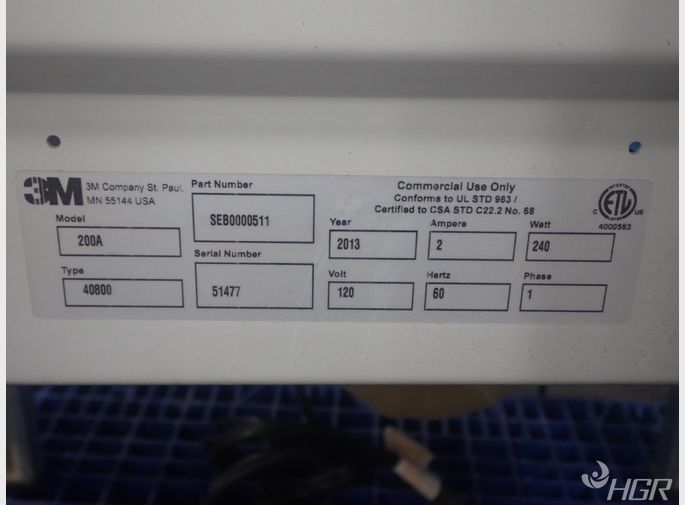 3M
3M Company St. Paul,
MN 55144 USA
Model
200A
Type
40800
Part Number
SEB0000511
Serial Number
51477
Commercial Use Only
Conforms to UL STD 963 /
Certified to CSA STD C22.2 No. 68
Year
2013
Ampere
2
Watt
240
Volt
120
Hertz
60
Phase
1
C ETL US
4000583
HGR